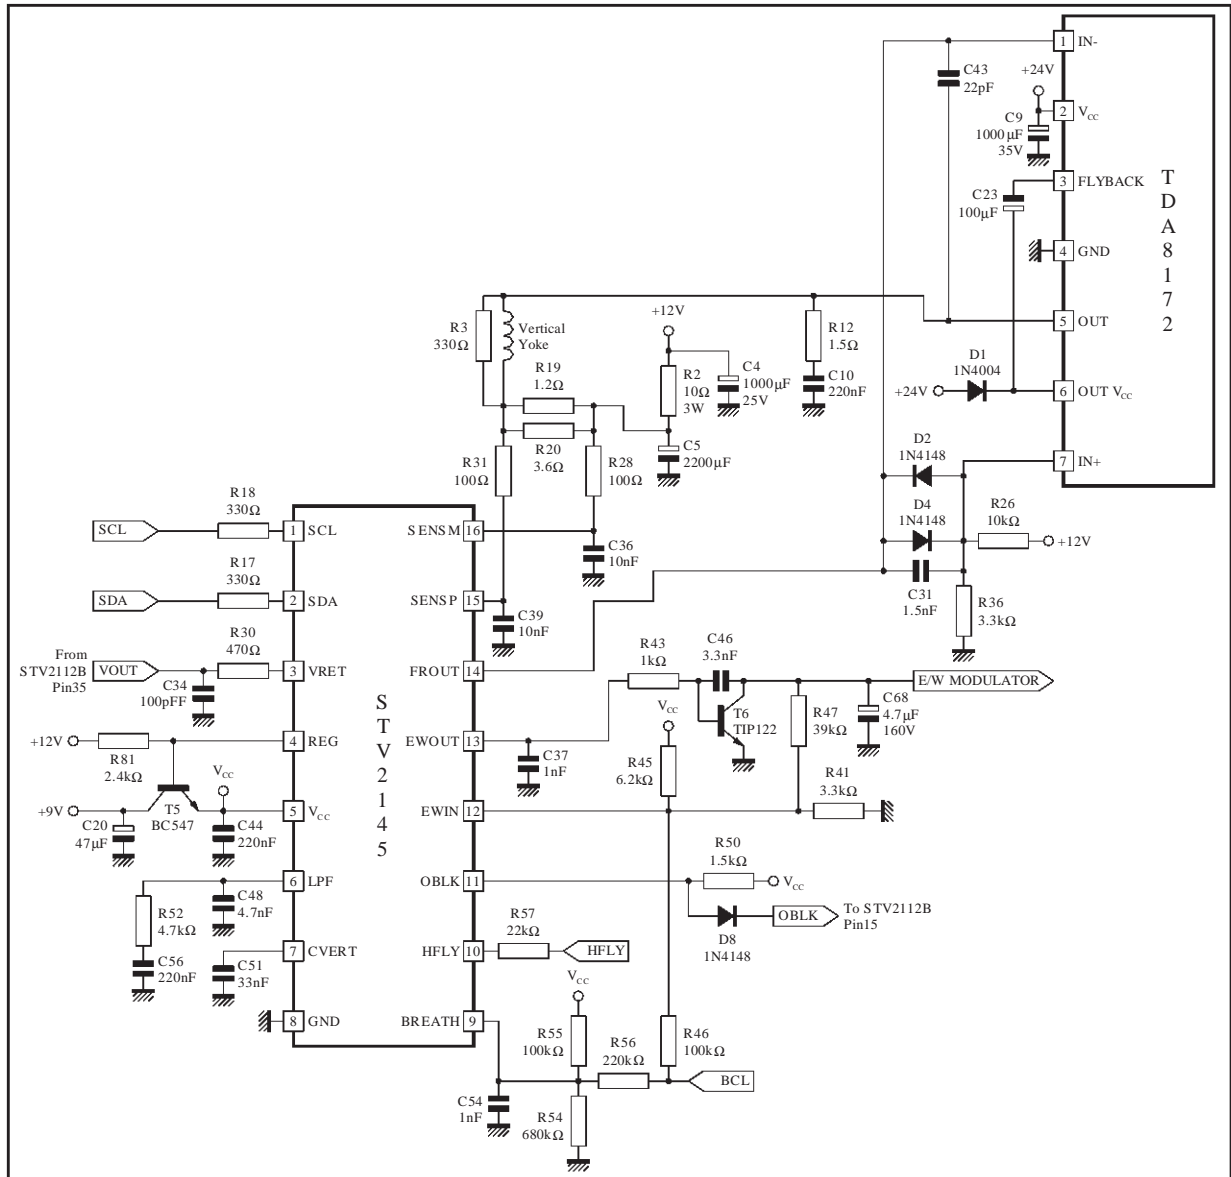 1 IN-
C43
22pF
+24V
2 VCC
C9
1000µF
35V
3 FLYBACK
C23
100µF
4 GND
TDA8172
5 OUT
D1
1N4004
+24V
6 OUT VCC
7 IN+
R3
330Ω
Vertical
Yoke
R19
1.2Ω
R20
3.6Ω
+12V
R2
10Ω
3W
C4
1000µF
25V
C5
2200µF
R12
1.5Ω
C10
220nF
D2
1N4148
D4
1N4148
R26
10kΩ
+12V
C31
1.5nF
R36
3.3kΩ
R31
100Ω
R28
100Ω
SCL
R18
330Ω
1 SCL
SENSM 16
C36
10nF
SDA
R17
330Ω
2 SDA
SENSP 15
C39
10nF
From
STV2112B
Pin35
VOUT
R30
470Ω
C34
100pFF
3 VRET
FROUT 14
STV2145
+12V
R81
2.4kΩ
4 REG
EWOUT 13
C37
1nF
R43
1kΩ
C46
3.3nF
T6
TIP122
E/W MODULATOR
R47
39kΩ
C68
4.7µF
160V
VCC
R45
6.2kΩ
R41
3.3kΩ
+9V
C20
47µF
T5
BC547
VCC
C44
220nF
5 VCC
EWIN 12
6 LPF
OBLK 11
R50
1.5kΩ
VCC
D8
1N4148
OBLK
To STV2112B
Pin15
R52
4.7kΩ
C48
4.7nF
C56
220nF
C51
33nF
7 CVERT
HFLY 10
R57
22kΩ
HFLY
8 GND
BREATH 9
VCC
R55
100kΩ
R56
220kΩ
R46
100kΩ
BCL
C54
1nF
R54
680kΩ